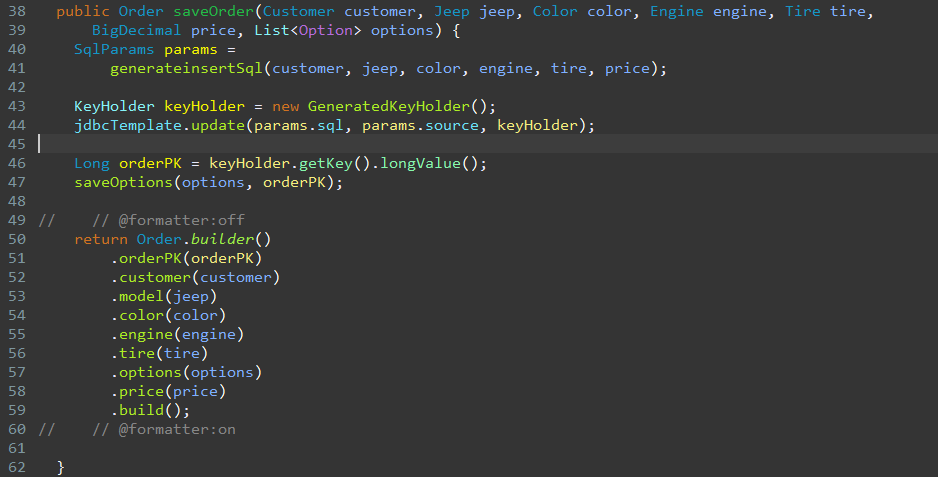 38   public Order saveOrder(Customer customer, Jeep jeep, Color color, Engine engine, Tire tire,
39       BigDecimal price, List<Option> options) {
40     SqlParams params =
41         generateinsertSql(customer, jeep, color, engine, tire, price);
42
43     KeyHolder keyHolder = new GeneratedKeyHolder();
44     jdbcTemplate.update(params.sql, params.source, keyHolder);
45
46     Long orderPK = keyHolder.getKey().longValue();
47     saveOptions(options, orderPK);
48
49 //    // @formatter:off
50     return Order.builder()
51         .orderPK(orderPK)
52         .customer(customer)
53         .model(jeep)
54         .color(color)
55         .engine(engine)
56         .tire(tire)
57         .options(options)
58         .price(price)
59         .build();
60 //    // @formatter:on
61
62   }